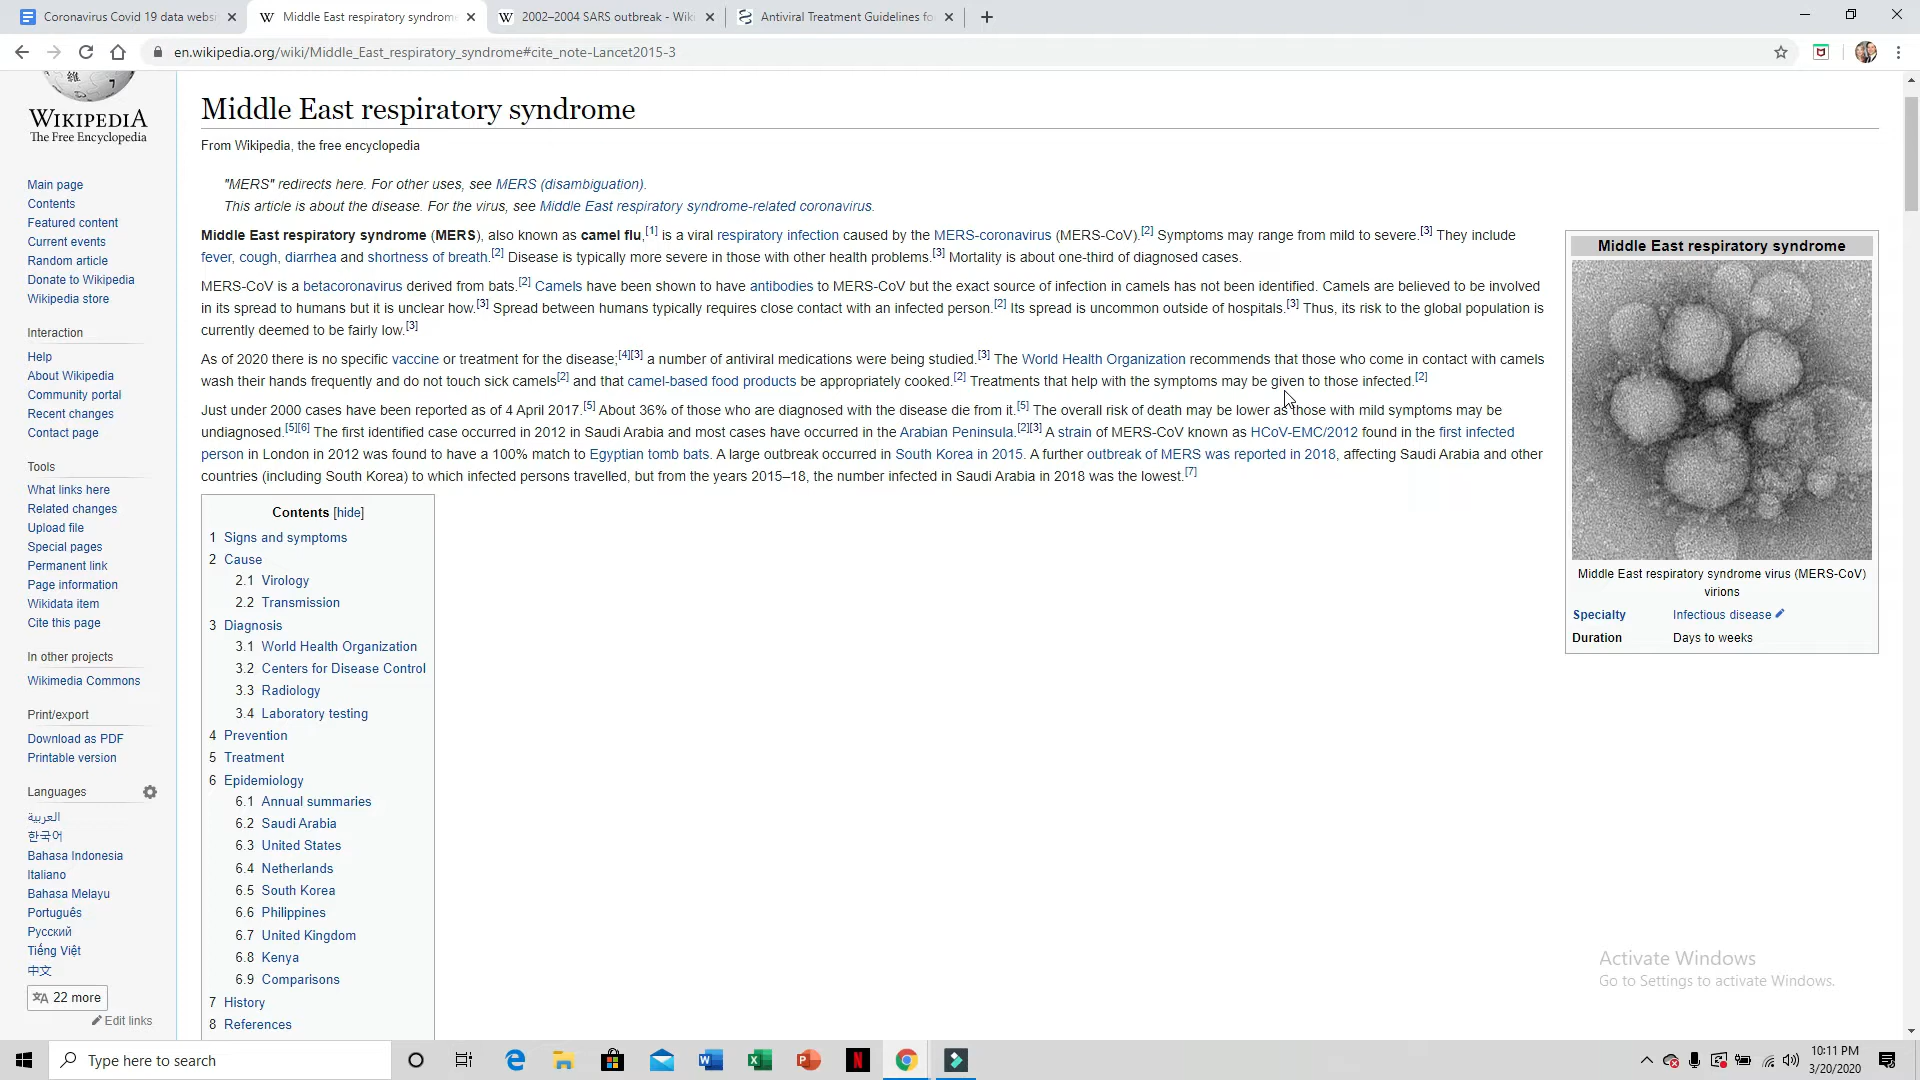 Coronavirus Covid 19 data websi
Middle East respiratory syndrome
2002–2004 SARS outbreak - Wiki
Antiviral Treatment Guidelines fo
en.wikipedia.org/wiki/Middle_East_respiratory_syndrome#cite_note-Lancet2015-3
WIKIPEDIA
The Free Encyclopedia
Main page
Contents
Featured content
Current events
Random article
Donate to Wikipedia
Wikipedia store
Interaction
Help
About Wikipedia
Community portal
Recent changes
Contact page
Tools
What links here
Related changes
Upload file
Special pages
Permanent link
Page information
Wikidata item
Cite this page
In other projects
Wikimedia Commons
Print/export
Download as PDF
Printable version
Languages
العربية
한국어
Bahasa Indonesia
Italiano
Bahasa Melayu
Português
Русский
Tiếng Việt
中文
22 more
Edit links
Middle East respiratory syndrome
From Wikipedia, the free encyclopedia
"MERS" redirects here. For other uses, see MERS (disambiguation).
This article is about the disease. For the virus, see Middle East respiratory syndrome-related coronavirus.
Middle East respiratory syndrome (MERS), also known as camel flu,[1] is a viral respiratory infection caused by the MERS-coronavirus (MERS-CoV).[2] Symptoms may range from mild to severe.[3] They include
fever, cough, diarrhea and shortness of breath.[2] Disease is typically more severe in those with other health problems.[3] Mortality is about one-third of diagnosed cases.
MERS-CoV is a betacoronavirus derived from bats.[2] Camels have been shown to have antibodies to MERS-CoV but the exact source of infection in camels has not been identified. Camels are believed to be involved
in its spread to humans but it is unclear how.[3] Spread between humans typically requires close contact with an infected person.[2] Its spread is uncommon outside of hospitals.[3] Thus, its risk to the global population is
currently deemed to be fairly low.[3]
As of 2020 there is no specific vaccine or treatment for the disease;[4][3] a number of antiviral medications were being studied.[3] The World Health Organization recommends that those who come in contact with camels
wash their hands frequently and do not touch sick camels[2] and that camel-based food products be appropriately cooked.[2] Treatments that help with the symptoms may be given to those infected.[2]
Just under 2000 cases have been reported as of 4 April 2017.[5] About 36% of those who are diagnosed with the disease die from it.[5] The overall risk of death may be lower as those with mild symptoms may be
undiagnosed.[5][6] The first identified case occurred in 2012 in Saudi Arabia and most cases have occurred in the Arabian Peninsula.[2][3] A strain of MERS-CoV known as HCoV-EMC/2012 found in the first infected
person in London in 2012 was found to have a 100% match to Egyptian tomb bats. A large outbreak occurred in South Korea in 2015. A further outbreak of MERS was reported in 2018, affecting Saudi Arabia and other
countries (including South Korea) to which infected persons travelled, but from the years 2015–18, the number infected in Saudi Arabia in 2018 was the lowest.[7]
Contents [hide]
1 Signs and symptoms
2 Cause
2.1 Virology
2.2 Transmission
3 Diagnosis
3.1 World Health Organization
3.2 Centers for Disease Control
3.3 Radiology
3.4 Laboratory testing
4 Prevention
5 Treatment
6 Epidemiology
6.1 Annual summaries
6.2 Saudi Arabia
6.3 United States
6.4 Netherlands
6.5 South Korea
6.6 Philippines
6.7 United Kingdom
6.8 Kenya
6.9 Comparisons
7 History
8 References
Middle East respiratory syndrome
Middle East respiratory syndrome virus (MERS-CoV)
virions
Specialty Infectious disease
Duration Days to weeks
Activate Windows
Go to Settings to activate Windows.
Type here to search
10:11 PM
3/20/2020